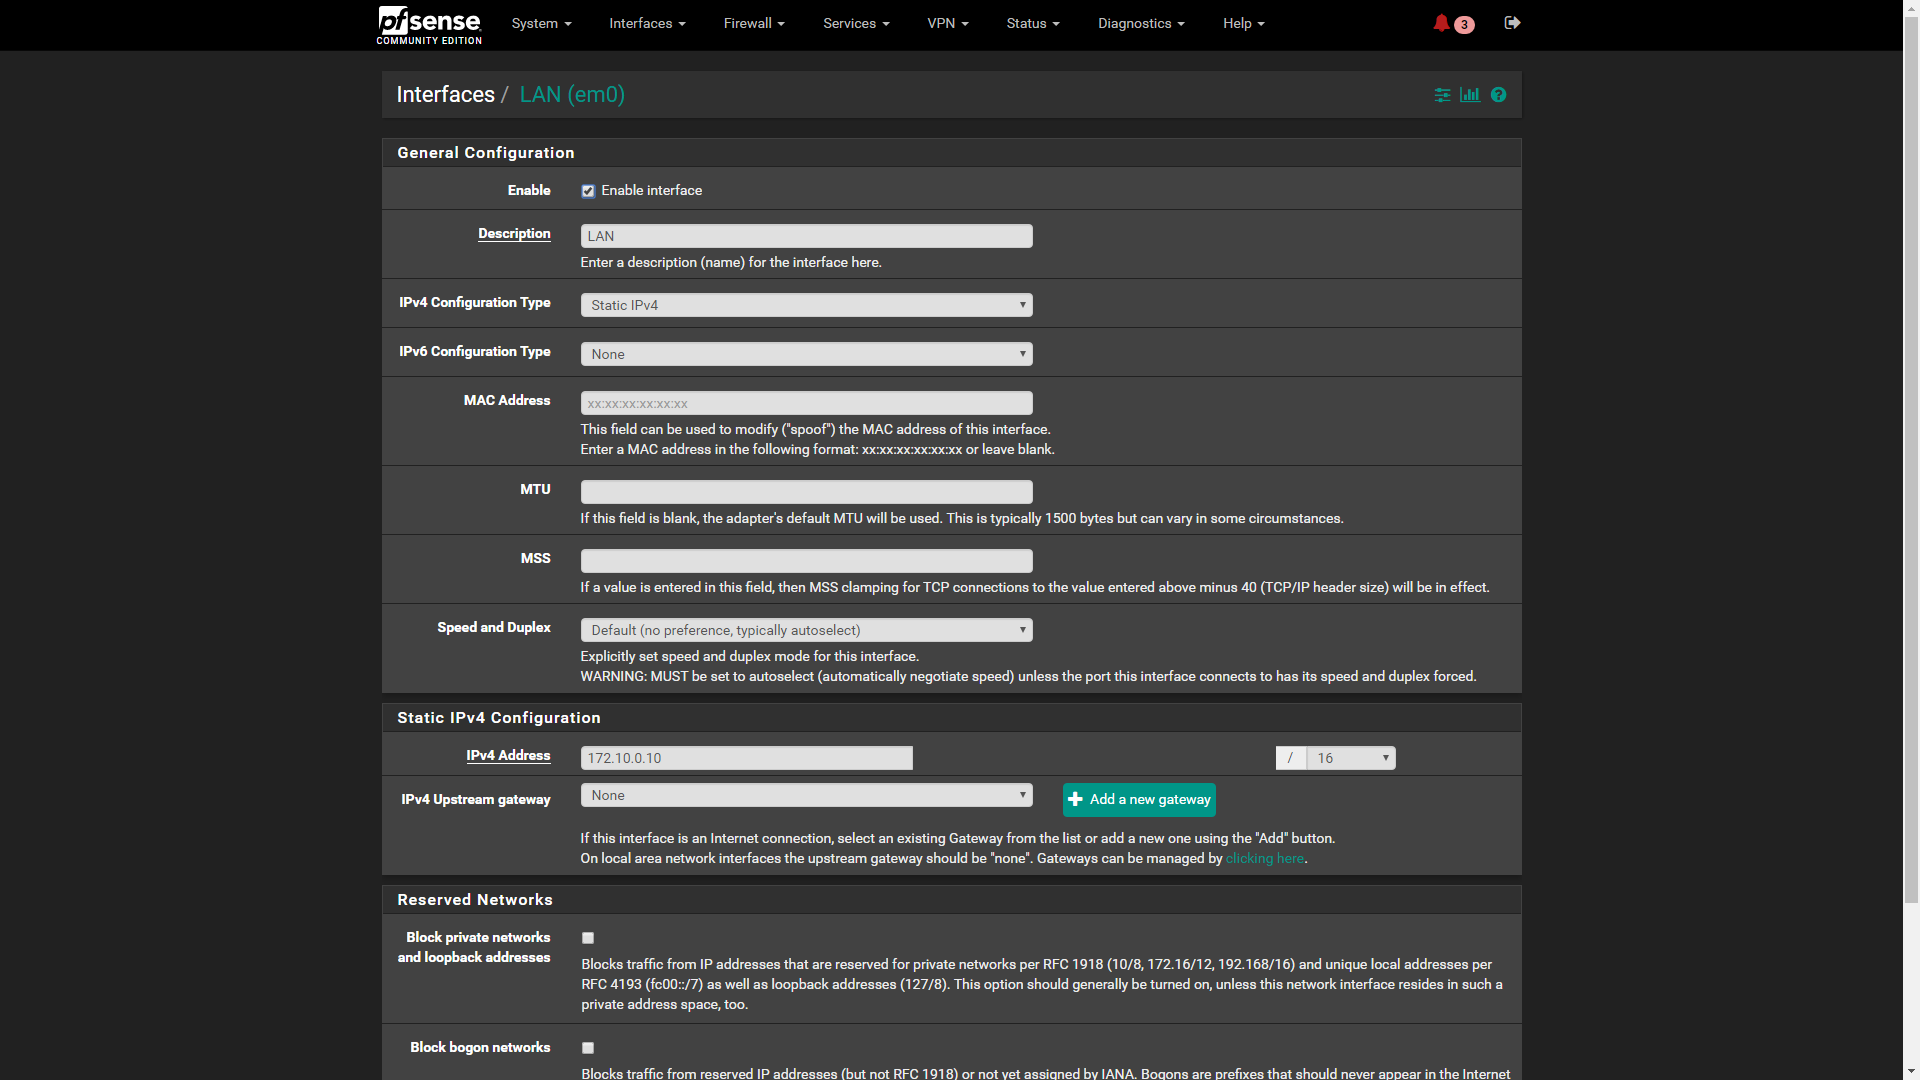 pfsense
COMMUNITY EDITION
System
Interfaces
Firewall
Services
VPN
Status
Diagnostics
Help
3
Interfaces / LAN (em0)
General Configuration
Enable
Enable interface
Description
LAN
Enter a description (name) for the interface here.
IPv4 Configuration Type
Static IPv4
IPv6 Configuration Type
None
MAC Address
xx:xx:xx:xx:xx:xx
This field can be used to modify ("spoof") the MAC address of this interface.
Enter a MAC address in the following format: xx:xx:xx:xx:xx:xx or leave blank.
MTU
If this field is blank, the adapter's default MTU will be used. This is typically 1500 bytes but can vary in some circumstances.
MSS
If a value is entered in this field, then MSS clamping for TCP connections to the value entered above minus 40 (TCP/IP header size) will be in effect.
Speed and Duplex
Default (no preference, typically autoselect)
Explicitly set speed and duplex mode for this interface.
WARNING: MUST be set to autoselect (automatically negotiate speed) unless the port this interface connects to has its speed and duplex forced.
Static IPv4 Configuration
IPv4 Address
172.10.0.10
/ 16
IPv4 Upstream gateway
None
Add a new gateway
If this interface is an Internet connection, select an existing Gateway from the list or add a new one using the "Add" button.
On local area network interfaces the upstream gateway should be "none". Gateways can be managed by clicking here.
Reserved Networks
Block private networks
and loopback addresses
Blocks traffic from IP addresses that are reserved for private networks per RFC 1918 (10/8, 172.16/12, 192.168/16) and unique local addresses per
RFC 4193 (fc00::/7) as well as loopback addresses (127/8). This option should generally be turned on, unless this network interface resides in such a
private address space, too.
Block bogon networks
Blocks traffic from reserved IP addresses (but not RFC 1918) or not yet assigned by IANA. Bogons are prefixes that should never appear in the Internet